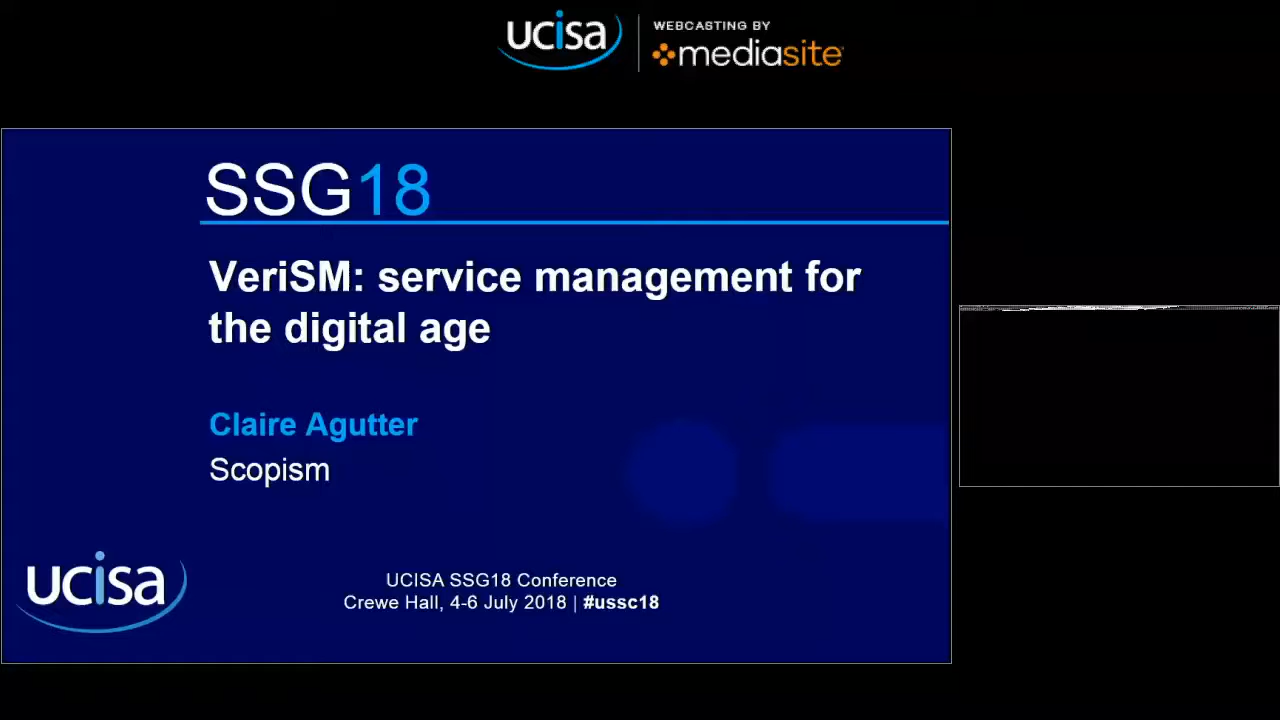 ucisa
WEBCASTING BY
mediasite
SSG18
VeriSM: service management for
the digital age
Claire Agutter
Scopism
ucisa
UCISA SSG18 Conference
Crewe Hall, 4-6 July 2018 | #ussc18